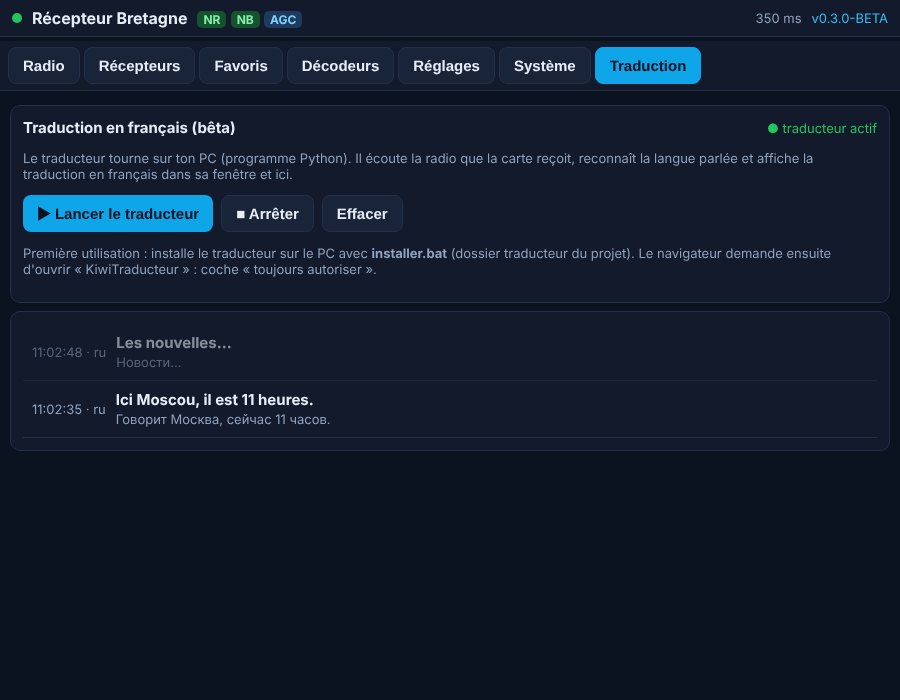 Récepteur Bretagne NR NB AGC 350 ms v0.3.0-BETA
Radio Récepteurs Favoris Décodeurs Réglages Système Traduction
Traduction en français (bêta) traducteur actif
Le traducteur tourne sur ton PC (programme Python). Il écoute la radio que la carte reçoit, reconnaît la langue parlée et affiche la
traduction en français dans sa fenêtre et ici.
▶ Lancer le traducteur ■ Arrêter Effacer
Première utilisation : installe le traducteur sur le PC avec installer.bat (dossier traducteur du projet). Le navigateur demande ensuite
d'ouvrir « KiwiTraducteur » : coche « toujours autoriser ».
11:02:48 · ru Les nouvelles…
Новости…
11:02:35 · ru Ici Moscou, il est 11 heures.
Говорит Москва, сейчас 11 часов.